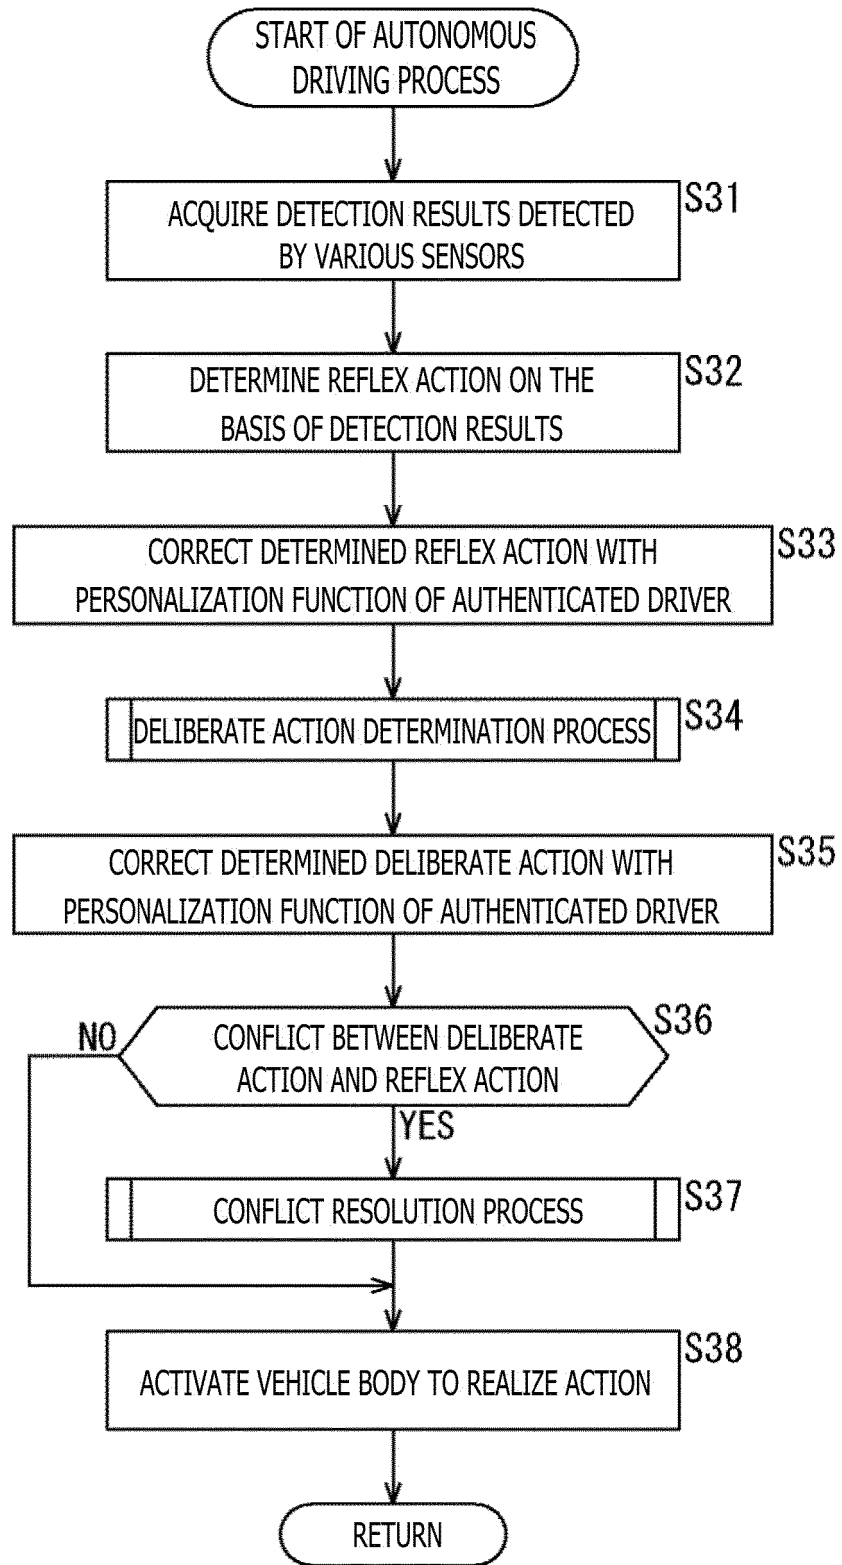 START OF AUTONOMOUS
DRIVING PROCESS
S31
ACQUIRE DETECTION RESULTS DETECTED
BY VARIOUS SENSORS
S32
DETERMINE REFLEX ACTION ON THE
BASIS OF DETECTION RESULTS
S33
CORRECT DETERMINED REFLEX ACTION WITH
PERSONALIZATION FUNCTION OF AUTHENTICATED DRIVER
S34
DELIBERATE ACTION DETERMINATION PROCESS
S35
CORRECT DETERMINED DELIBERATE ACTION WITH
PERSONALIZATION FUNCTION OF AUTHENTICATED DRIVER
S36
NO
CONFLICT BETWEEN DELIBERATE
ACTION AND REFLEX ACTION
YES
S37
CONFLICT RESOLUTION PROCESS
S38
ACTIVATE VEHICLE BODY TO REALIZE ACTION
RETURN